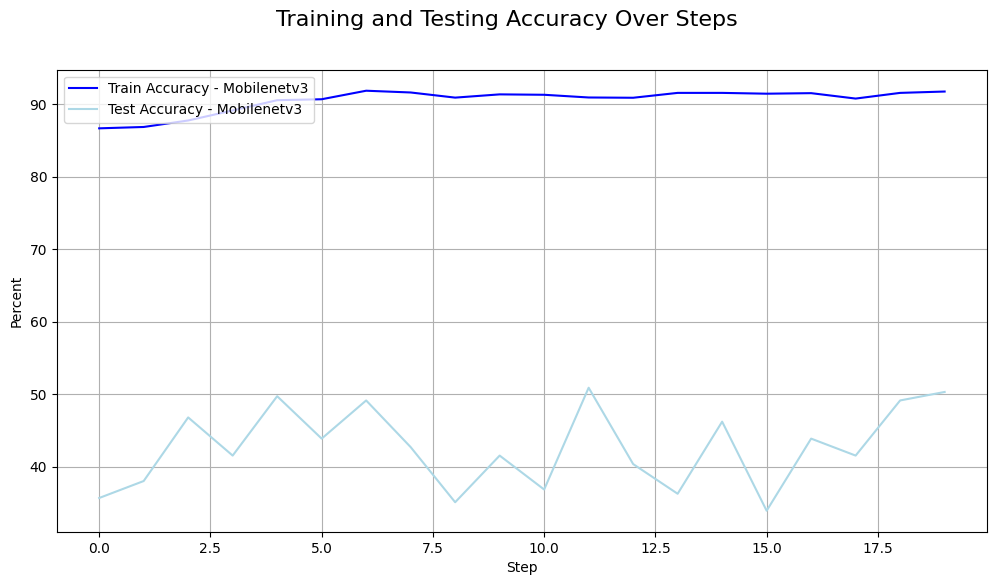 Training and Testing Accuracy Over Steps
Train Accuracy - Mobilenetv3
Test Accuracy - Mobilenetv3
90
80
70
60
50
40
Percent
0.0 2.5 5.0 7.5 10.0 12.5 15.0 17.5
Step